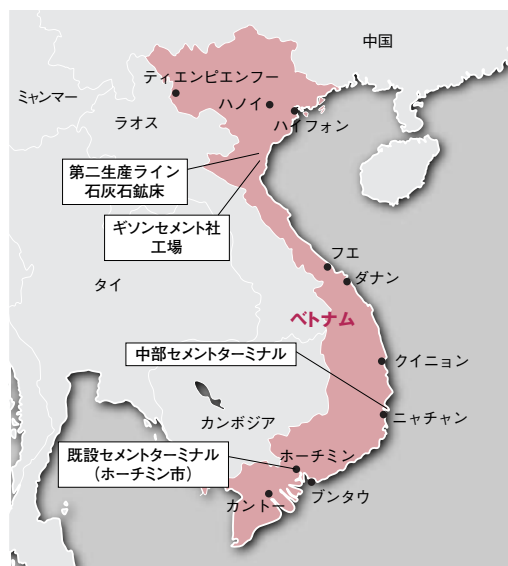 中国
ミャンマー
ティエンピエンフー
ハノイ
ラオス
ハイフォン
第二生産ライン
石灰石鉱床
ギソンセメント社
工場
フエ
タイ
ダナン
ベトナム
中部セメントターミナル
クイニョン
カンボジア
ニャチャン
既設セメントターミナル
（ホーチミン市）
ホーチミン
ブンタウ
カントー